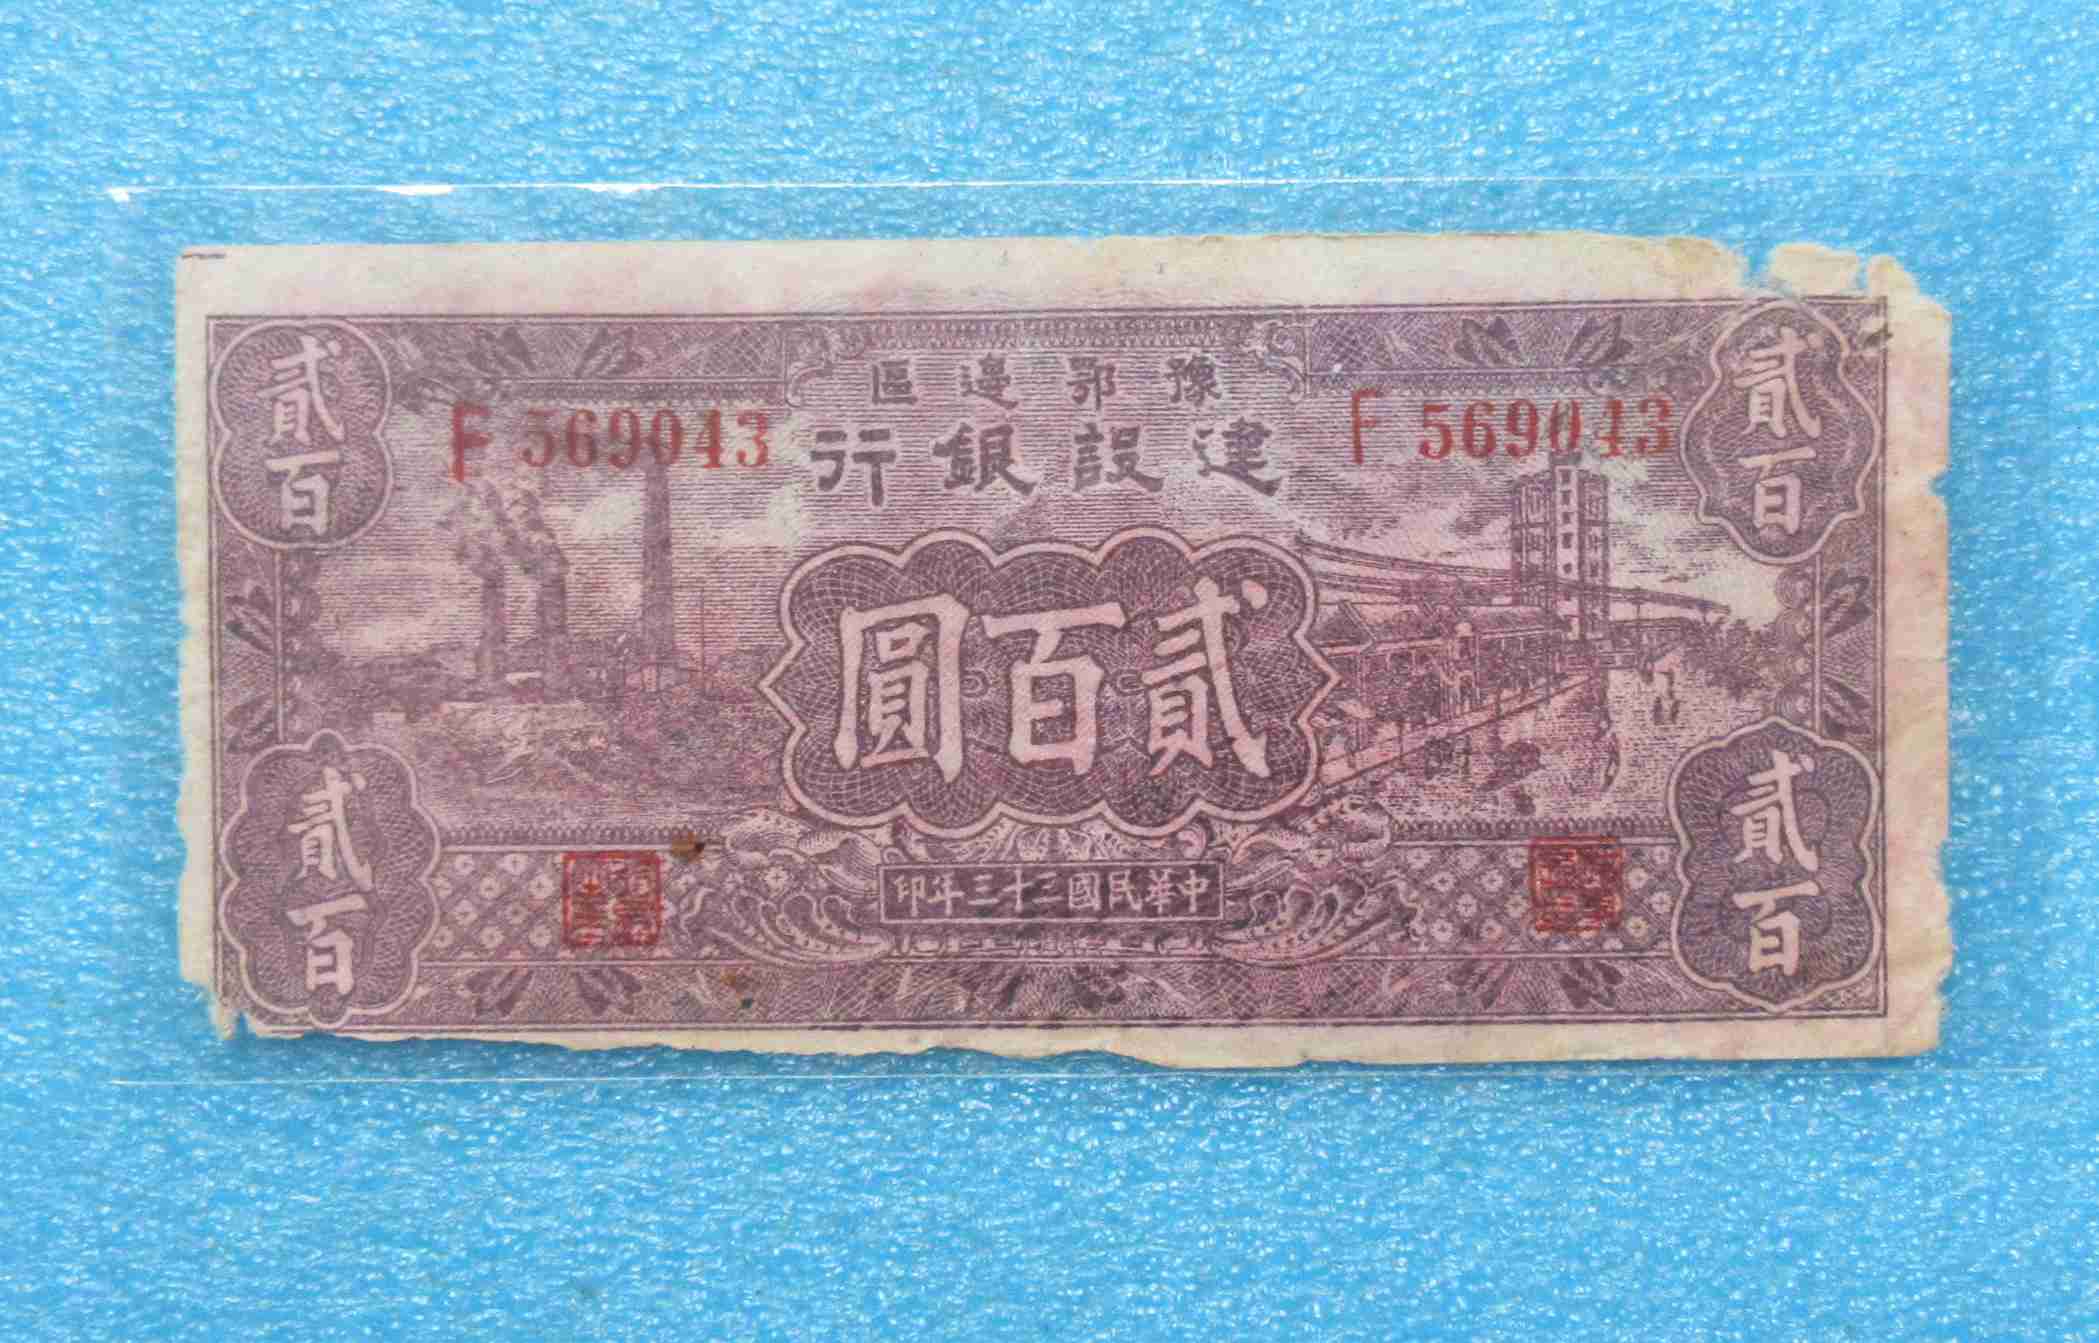 豫鄂邊區
建設銀行
F 569043
F 569043
貳百
貳百
貳百圓
貳百
貳百
中華民國三十三年印